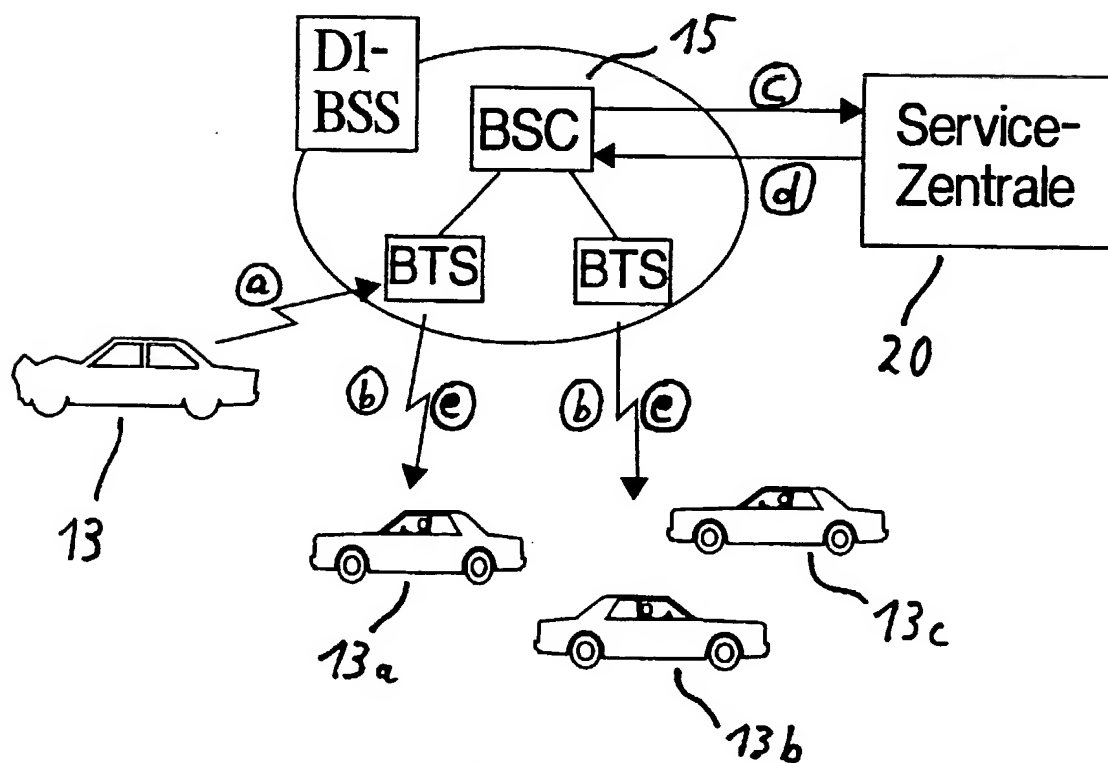 D1-
BSS
15
BSC
c
Service-
Zentrale
d
BTS
BTS
a
20
b
e
b
e
13
13a
13c
13b